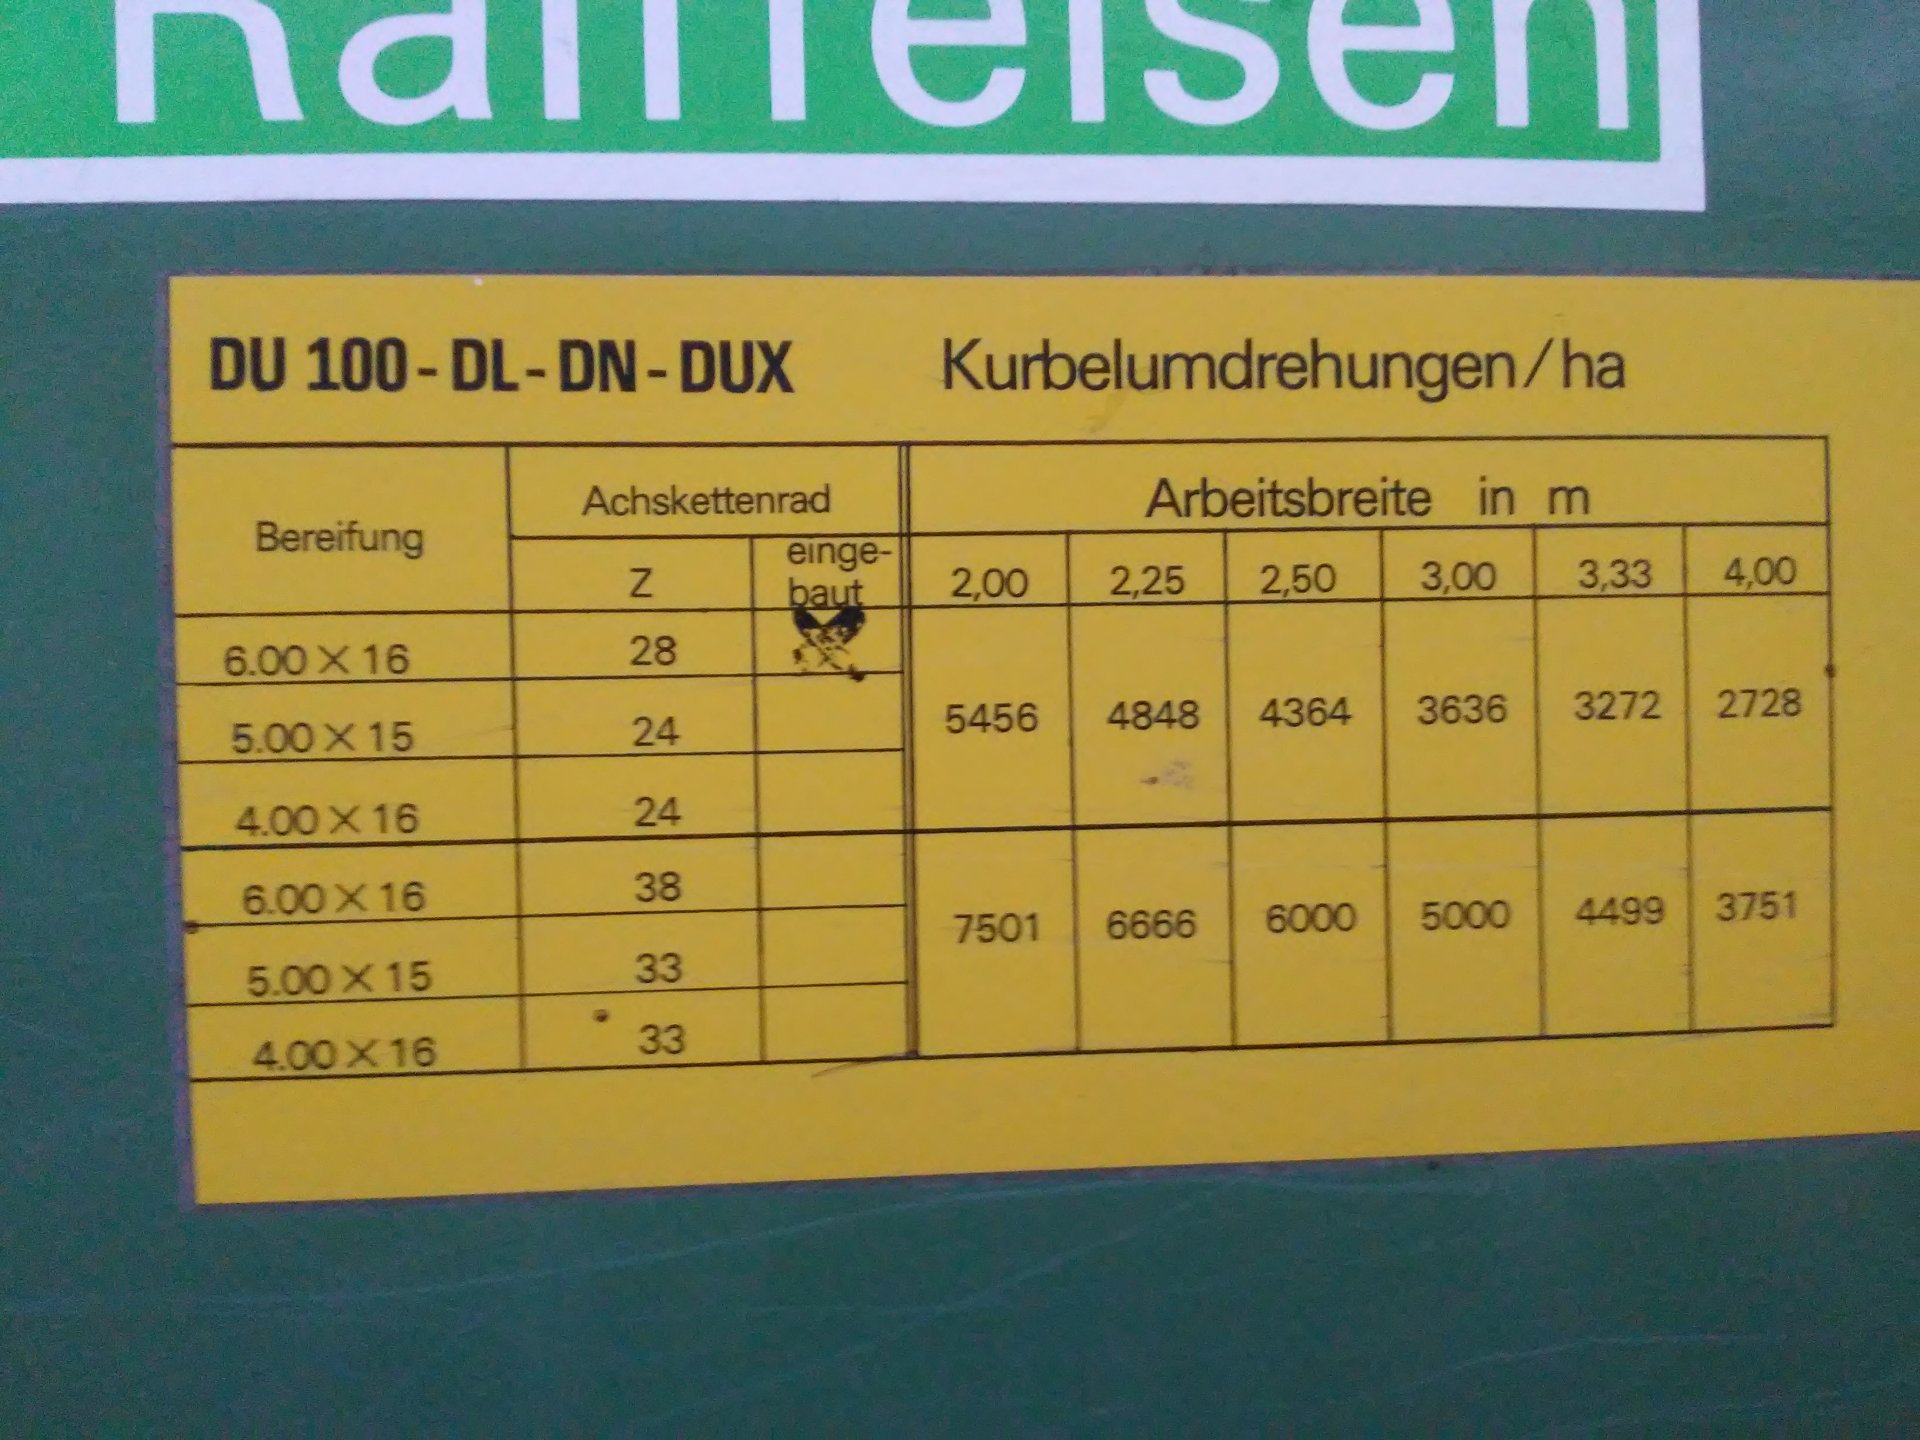 Raiffeisen
DU 100 - DL - DN - DUX Kurbelumdrehungen/ha
Bereifung Achskettenrad Arbeitsbreite in m
Z einge-
baut 2,00 2,25 2,50 3,00 3,33 4,00
6.00 X 16 28 X
5.00 X 15 24 5456 4848 4364 3636 3272 2728
4.00 X 16 24
6.00 X 16 38
5.00 X 15 33 7501 6666 6000 5000 4499 3751
4.00 X 16 33